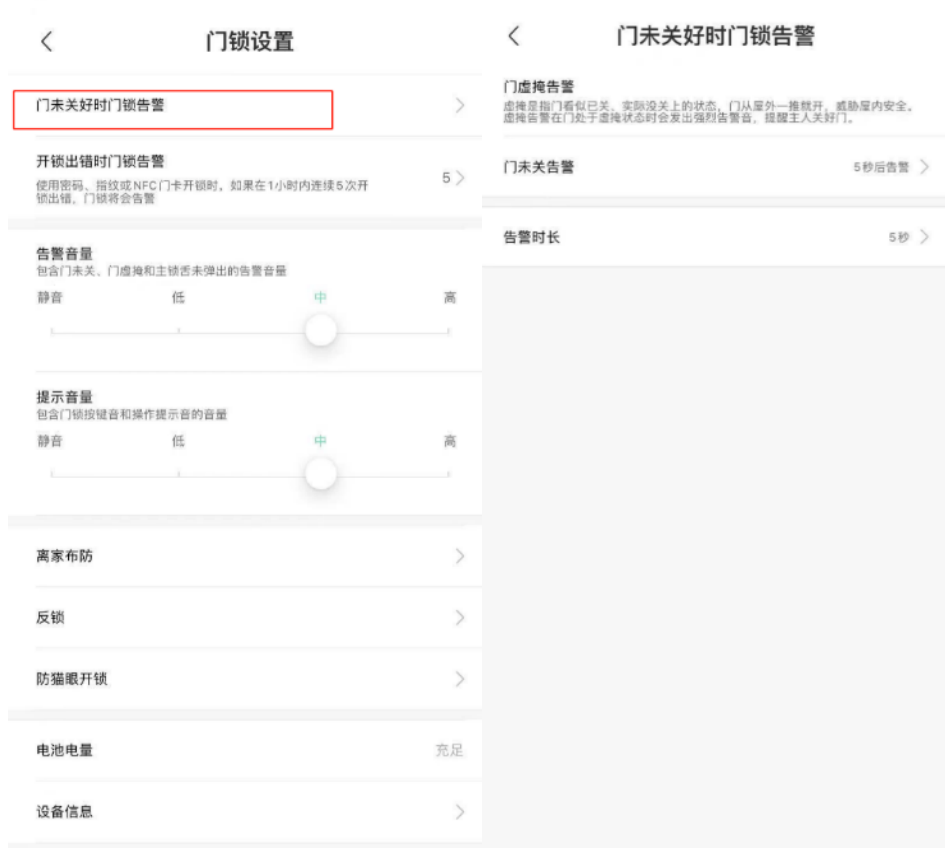 门锁设置
门未关好时门锁告警
开锁出错时门锁告警
使用密码、指纹或NFC门卡开锁时，如果在1小时内连续5次开
锁出错，门锁将会告警
5
告警音量
包含门未关、门虚掩和主锁舌未弹出的告警音量
静音 低 中 高
提示音量
包含门锁按键音和操作提示音的音量
静音 低 中 高
离家布防
反锁
防猫眼开锁
电池电量 充足
设备信息
门未关好时门锁告警
门虚掩告警
虚掩是指门看似已关、实际没关上的状态，门从屋外一推就开，威胁屋内安全。
虚掩告警在门处于虚掩状态时会发出强烈告警音，提醒主人关好门。
门未关告警 5秒后告警
告警时长 5秒